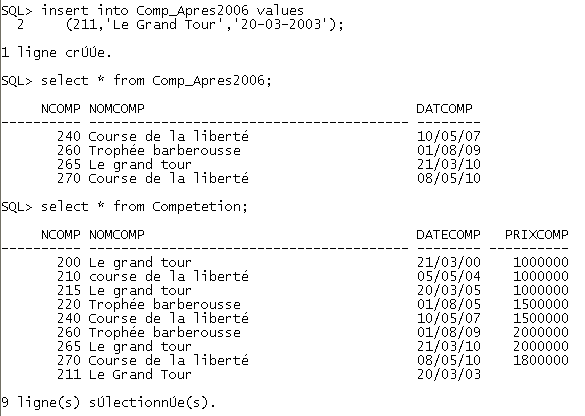 SQL> insert into Comp_Apres2006 values
  2     (211,'Le Grand Tour','20-03-2003');

1 ligne crÚÚe.

SQL> select * from Comp_Apres2006;

     NCOMP NOMCOMP                                  DATCOMP
---------- ---------------------------------------- --------
       240 Course de la liberté                     10/05/07
       260 Trophée barberousse                      01/08/09
       265 Le grand tour                            21/03/10
       270 Course de la liberté                     08/05/10

SQL> select * from Competetion;

     NCOMP NOMCOMP                                  DATECOMP   PRIXCOMP
---------- ---------------------------------------- -------- ----------
       200 Le grand tour                            21/03/00    1000000
       210 course de la liberté                     05/05/04    1000000
       215 Le grand tour                            20/03/05    1000000
       220 Trophée barberousse                      01/08/05    1500000
       240 Course de la liberté                     10/05/07    1500000
       260 Trophée barberousse                      01/08/09    2000000
       265 Le grand tour                            21/03/10    2000000
       270 Course de la liberté                     08/05/10    1800000
       211 Le Grand Tour                            20/03/03

9 ligne(s) sÚlectionnÚe(s).